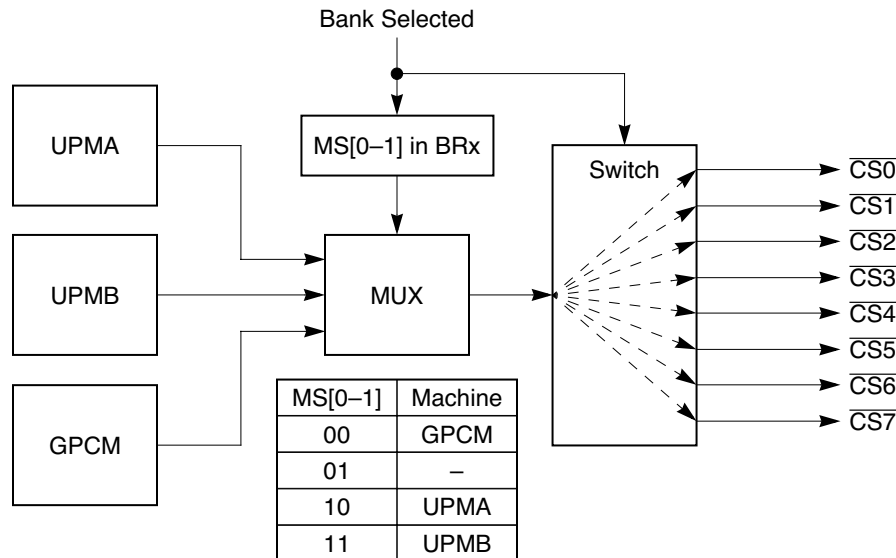 Bank Selected
UPMA
MS[0–1] in BRx
Switch
UPMB
MUX
GPCM
CS0
CS1
CS2
CS3
CS4
CS5
CS6
CS7
MS[0–1] Machine
00 GPCM
01 –
10 UPMA
11 UPMB